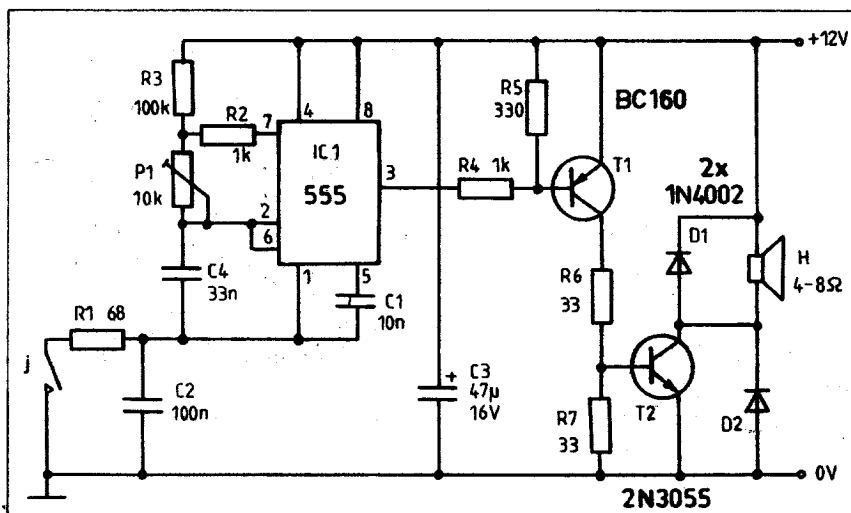 +12V
R3
100k
R2
1k
7
4
8
IC1
555
3
P1
10k
2
6
1
5
C4
33n
C1
10n
R1 68
j
C2
100n
+
C3
47µ
16V
R4 1k
R5
330
BC160
T1
2x
1N4002
D1
H
4-8Ω
R6
33
T2
R7
33
D2
2N3055
0V